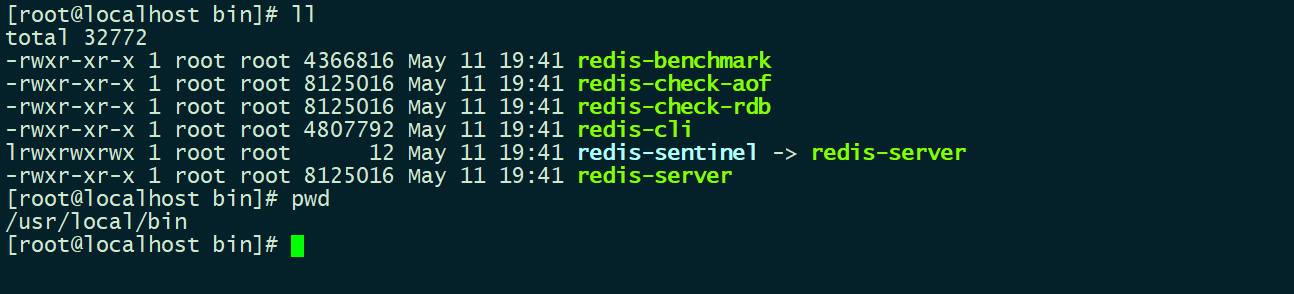 [root@localhost bin]# ll
total 32772
-rwxr-xr-x 1 root root 4366816 May 11 19:41 redis-benchmark
-rwxr-xr-x 1 root root 8125016 May 11 19:41 redis-check-aof
-rwxr-xr-x 1 root root 8125016 May 11 19:41 redis-check-rdb
-rwxr-xr-x 1 root root 4807792 May 11 19:41 redis-cli
lrwxrwxrwx 1 root root      12 May 11 19:41 redis-sentinel -> redis-server
-rwxr-xr-x 1 root root 8125016 May 11 19:41 redis-server
[root@localhost bin]# pwd
/usr/local/bin
[root@localhost bin]#